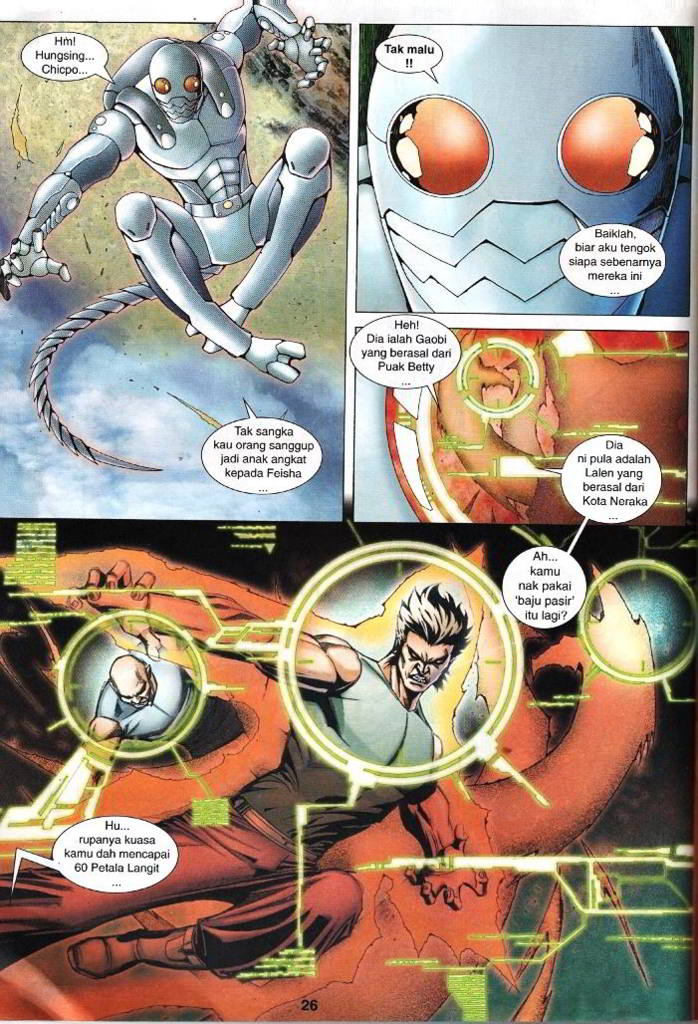 Hm!
Hungsing...
Chicpo...
Tak sangka
kau orang sanggup
jadi anak angkat
kepada Feisha
...
Tak malu
!!
Baiklah,
biar aku tengok
siapa sebenarnya
mereka ini
...
Heh!
Dia ialah Gaobi
yang berasal dari
Puak Betty
...
Dia
ni pula adalah
Lalen yang
berasal dari
Kota Neraka
...
Ah...
kamu
nak pakai
'baju pasir'
itu lagi?
Hu...
rupanya kuasa
kamu dah mencapai
60 Petala Langit
...
26